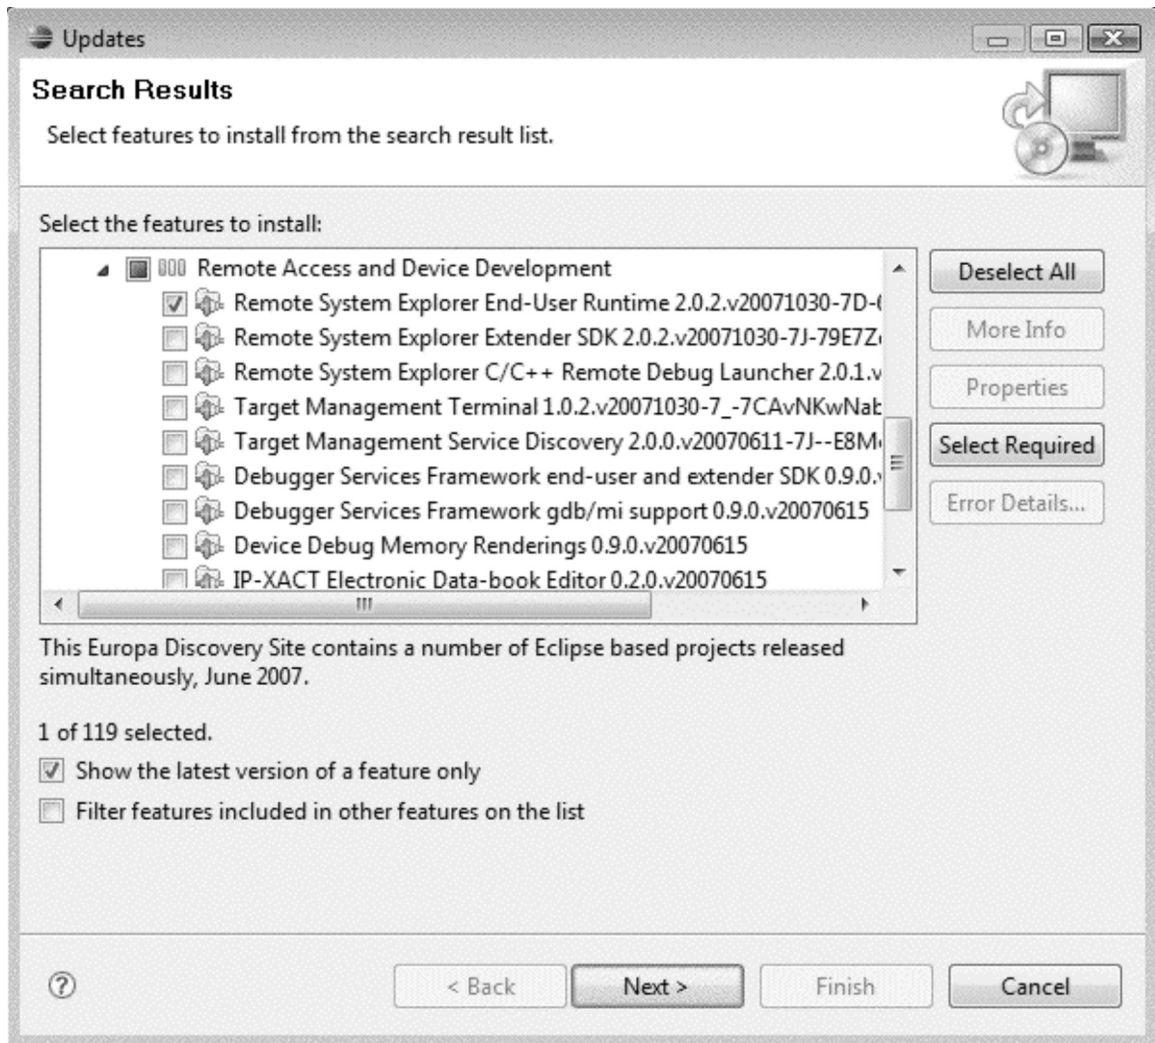 Updates
Search Results
Select features to install from the search result list.
Select the features to install:
Remote Access and Device Development
Remote System Explorer End-User Runtime 2.0.2.v20071030-7D-
Remote System Explorer Extender SDK 2.0.2.v20071030-7J-79E7Z
Remote System Explorer C/C++ Remote Debug Launcher 2.0.1.v
Target Management Terminal 1.0.2.v20071030-7_-7CAvNKwNab
Target Management Service Discovery 2.0.0.v20070611-7J--E8M
Debugger Services Framework end-user and extender SDK 0.9.0.
Debugger Services Framework gdb/mi support 0.9.0.v20070615
Device Debug Memory Renderings 0.9.0.v20070615
IP-XACT Electronic Data-book Editor 0.2.0.v20070615
Deselect All
More Info
Properties
Select Required
Error Details...
This Europa Discovery Site contains a number of Eclipse based projects released
simultaneously, June 2007.
1 of 119 selected.
Show the latest version of a feature only
Filter features included in other features on the list
?
< Back
Next >
Finish
Cancel